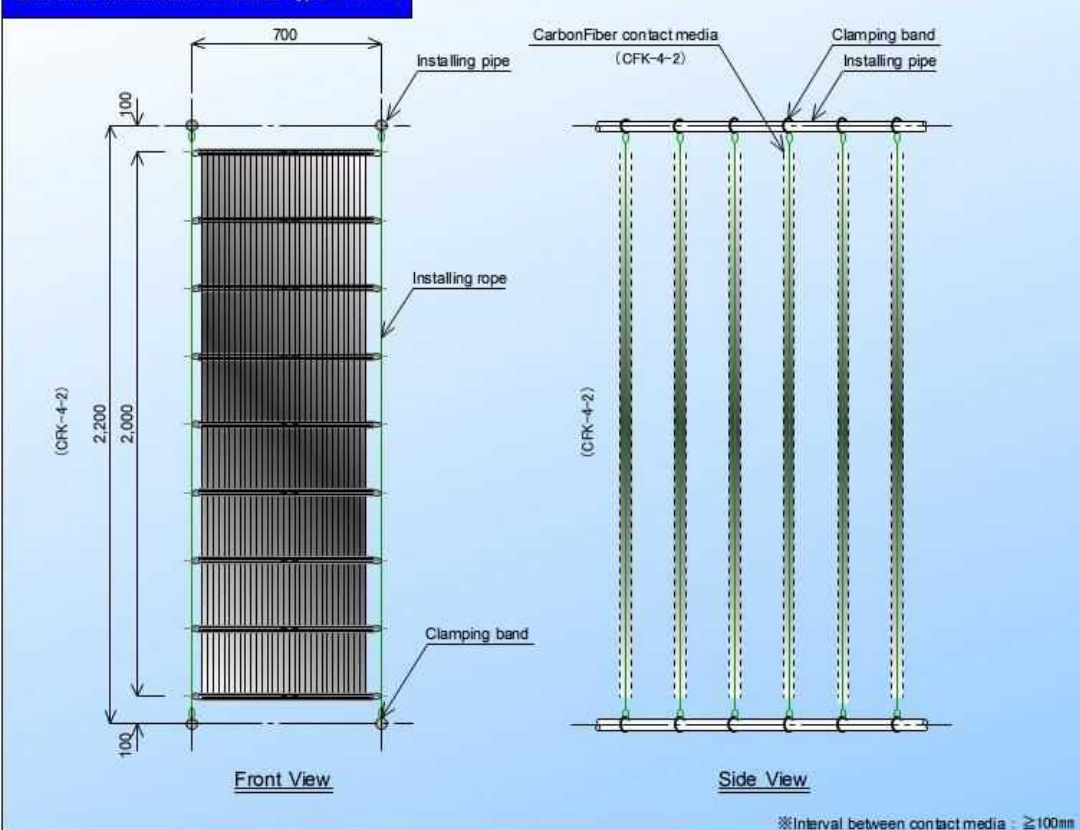 700
Installing pipe
100
2,200
2,000
(CFK-4-2)
Installing rope
Clamping band
100
Front View
CarbonFiber contact media
(CFK-4-2)
Clamping band
Installing pipe
(CFK-4-2)
Side View
※Interval between contact media : ≧100mm